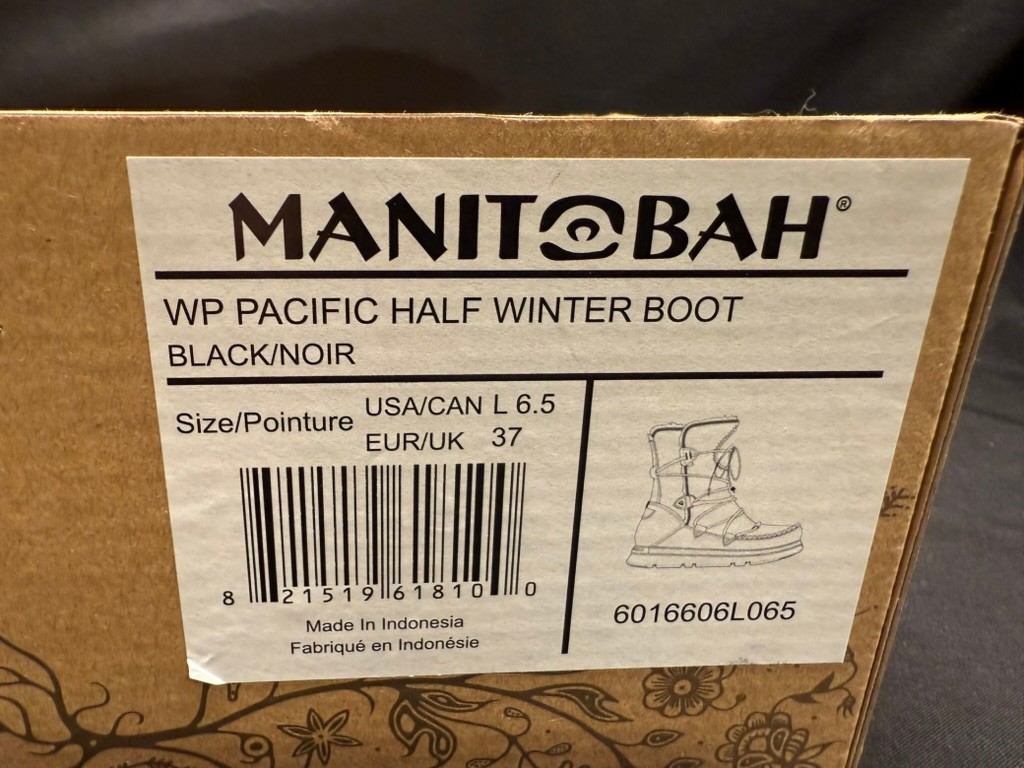 MANITOBAH®
WP PACIFIC HALF WINTER BOOT
BLACK/NOIR
Size/Pointure USA/CAN L 6.5
EUR/UK 37
8 21519 61810 0
Made In Indonesia
Fabriqué en Indonésie
6016606L065